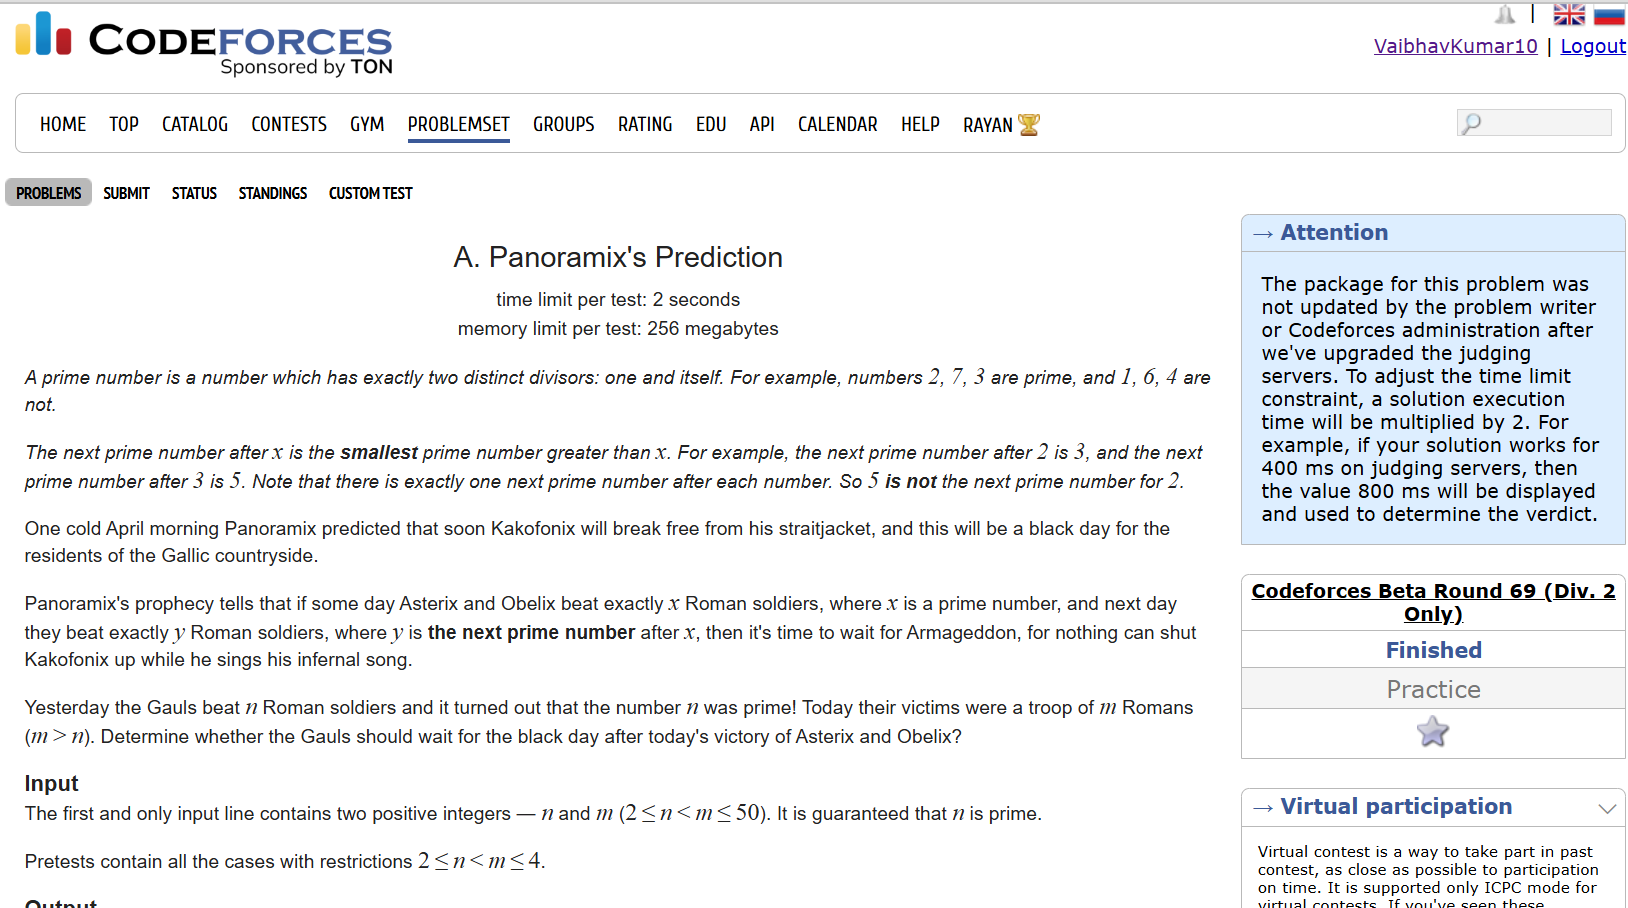 CODEFORCES
Sponsored by TON
|
VaibhavKumar10 | Logout
HOME TOP CATALOG CONTESTS GYM PROBLEMSET GROUPS RATING EDU API CALENDAR HELP RAYAN
PROBLEMS SUBMIT STATUS STANDINGS CUSTOM TEST
A. Panoramix's Prediction
time limit per test: 2 seconds
memory limit per test: 256 megabytes
A prime number is a number which has exactly two distinct divisors: one and itself. For example, numbers 2, 7, 3 are prime, and 1, 6, 4 are
not.
The next prime number after x is the smallest prime number greater than x. For example, the next prime number after 2 is 3, and the next
prime number after 3 is 5. Note that there is exactly one next prime number after each number. So 5 is not the next prime number for 2.
One cold April morning Panoramix predicted that soon Kakofonix will break free from his straitjacket, and this will be a black day for the
residents of the Gallic countryside.
Panoramix's prophecy tells that if some day Asterix and Obelix beat exactly x Roman soldiers, where x is a prime number, and next day
they beat exactly y Roman soldiers, where y is the next prime number after x, then it's time to wait for Armageddon, for nothing can shut
Kakofonix up while he sings his infernal song.
Yesterday the Gauls beat n Roman soldiers and it turned out that the number n was prime! Today their victims were a troop of m Romans
(m > n). Determine whether the Gauls should wait for the black day after today's victory of Asterix and Obelix?
Input
The first and only input line contains two positive integers — n and m (2 ≤ n < m ≤ 50). It is guaranteed that n is prime.
Pretests contain all the cases with restrictions 2 ≤ n < m ≤ 4.
Output
→ Attention
The package for this problem was
not updated by the problem writer
or Codeforces administration after
we've upgraded the judging
servers. To adjust the time limit
constraint, a solution execution
time will be multiplied by 2. For
example, if your solution works for
400 ms on judging servers, then
the value 800 ms will be displayed
and used to determine the verdict.
Codeforces Beta Round 69 (Div. 2
Only)
Finished
Practice
→ Virtual participation
Virtual contest is a way to take part in past
contest, as close as possible to participation
on time. It is supported only ICPC mode for
virtual contests. If you've seen these